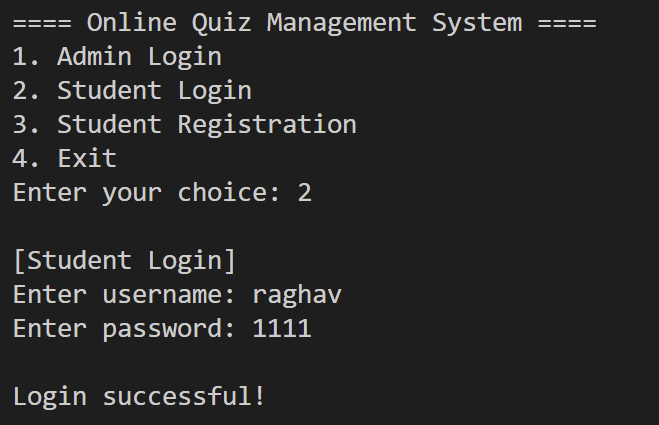 ==== Online Quiz Management System ====
1. Admin Login
2. Student Login
3. Student Registration
4. Exit
Enter your choice: 2
[Student Login]
Enter username: raghav
Enter password: 1111
Login successful!